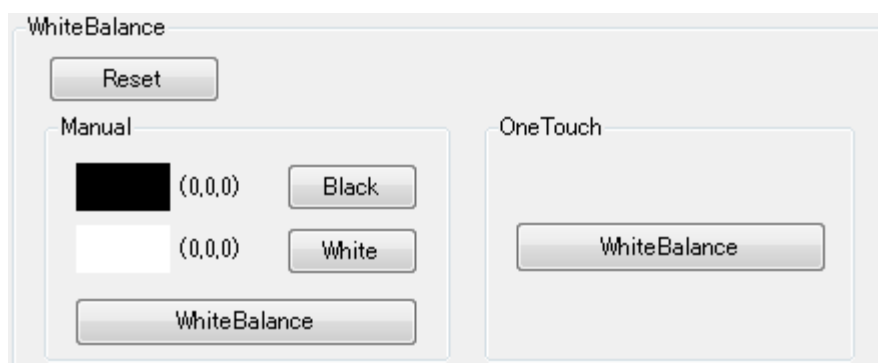 WhiteBalance
Reset
Manual
(0,0,0)
Black
(0,0,0)
White
WhiteBalance
OneTouch
WhiteBalance